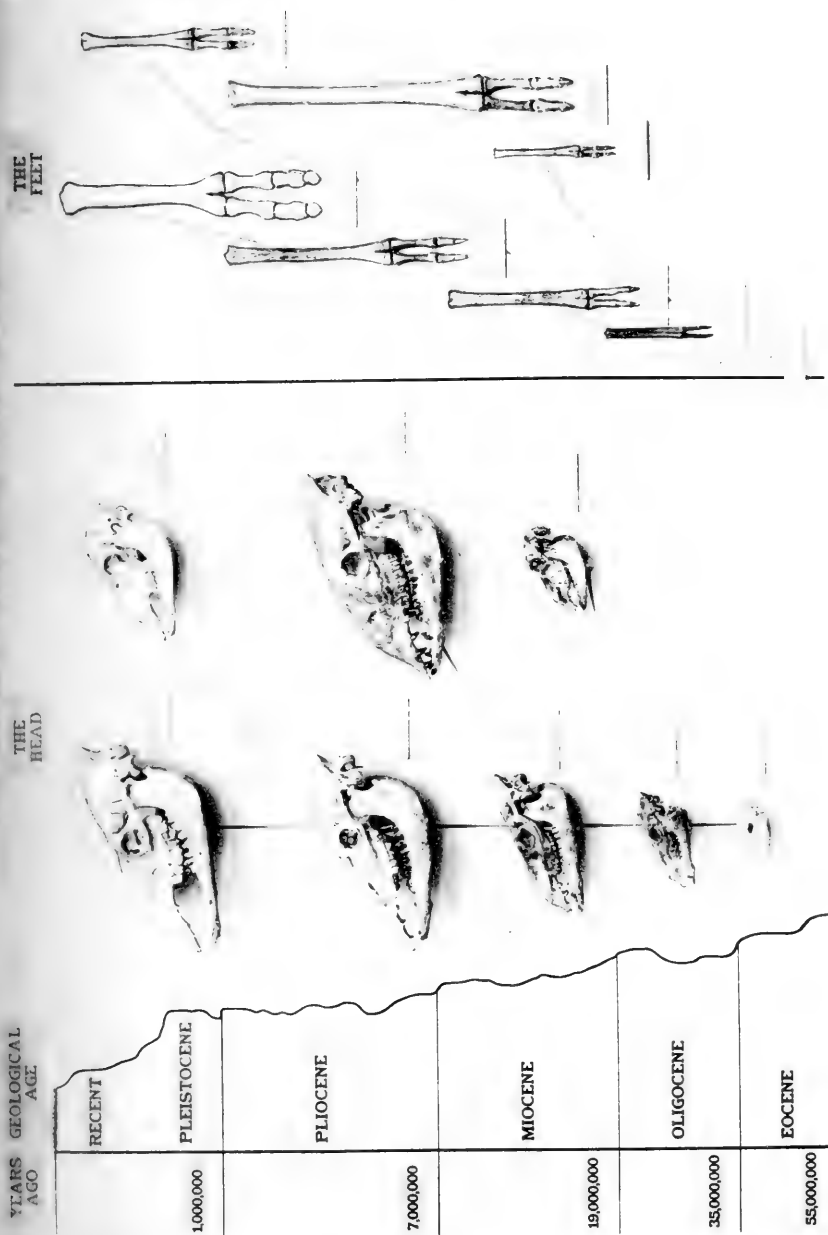 YEARS
AGO
GEOLOGICAL
AGE
THE
HEAD
THE
FEET
RECENT
1,000,000
PLEISTOCENE
7,000,000
PLIOCENE
19,000,000
MIOCENE
35,000,000
OLIGOCENE
55,000,000
EOCENE